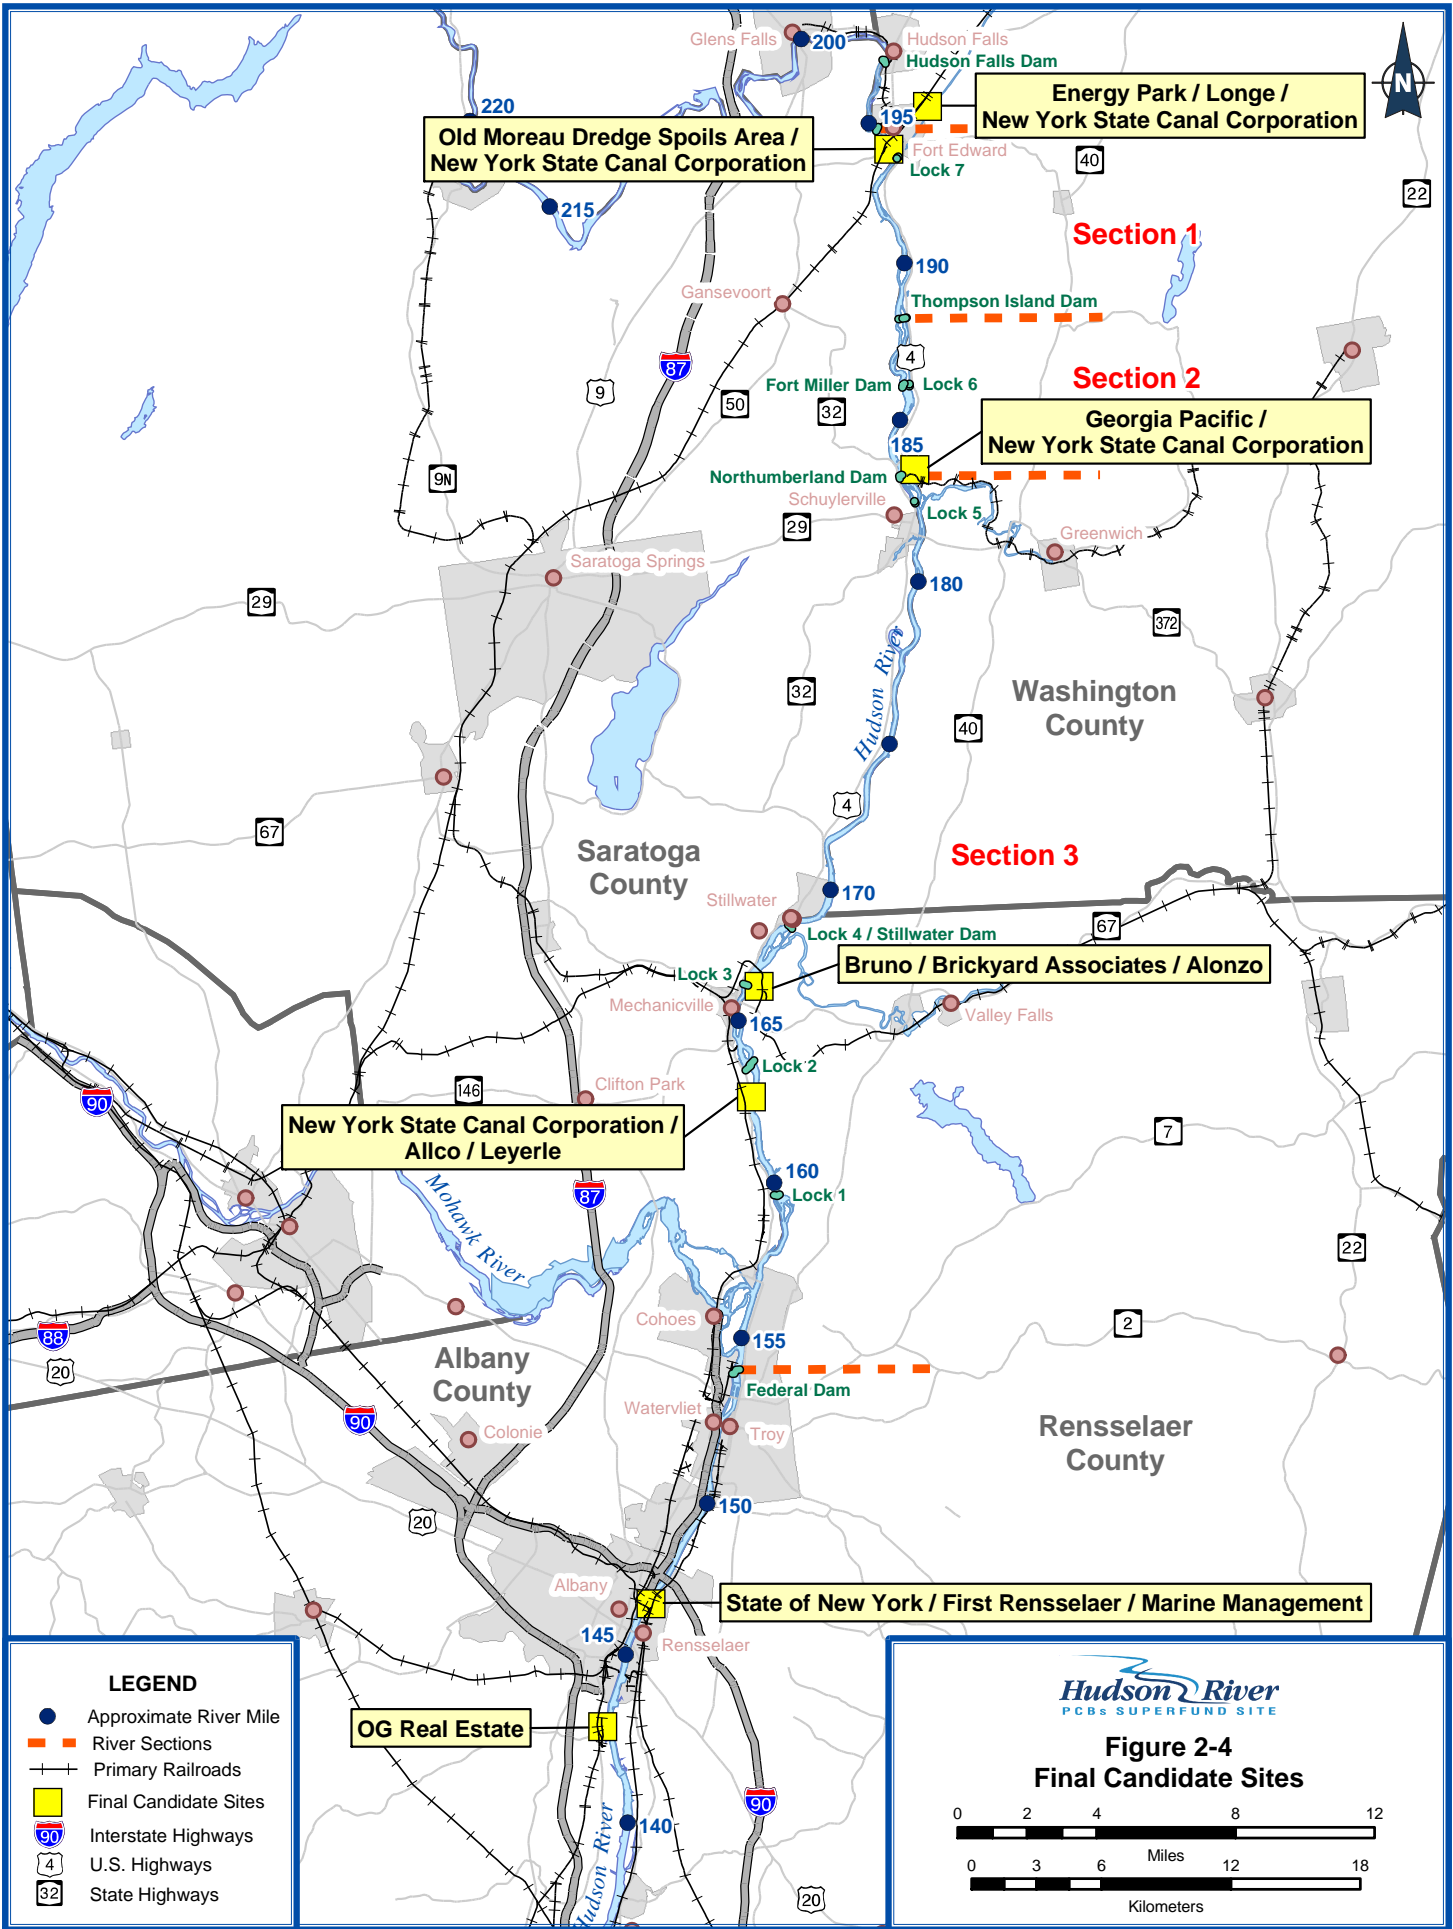 Glens Falls
200
Hudson Falls
Hudson Falls Dam
N
Energy Park / Longe /
New York State Canal Corporation
220
195
Old Moreau Dredge Spoils Area /
New York State Canal Corporation
Fort Edward
Lock 7
40
22
215
Section 1
190
Gansevoort
Thompson Island Dam
4
87
9
50
32
Fort Miller Dam
Lock 6
Section 2
Georgia Pacific /
New York State Canal Corporation
185
9N
Northumberland Dam
Schuylerville
Lock 5
29
Greenwich
Saratoga Springs
180
29
372
Hudson River
32
Washington
County
40
4
67
Saratoga
County
Section 3
170
Stillwater
67
Lock 4 / Stillwater Dam
Bruno / Brickyard Associates / Alonzo
Lock 3
Mechanicville
165
Valley Falls
Lock 2
90
146
Clifton Park
New York State Canal Corporation /
Allco / Leyerle
7
160
Lock 1
87
Mohawk River
22
Cohoes
2
155
88
20
Albany
County
Federal Dam
90
Watervliet
Troy
Colonie
Rensselaer
County
150
20
Albany
State of New York / First Rensselaer / Marine Management
145
Rensselaer
OG Real Estate
90
140
Hudson River
20
LEGEND
Approximate River Mile
River Sections
Primary Railroads
Final Candidate Sites
90
Interstate Highways
4
U.S. Highways
32
State Highways
Hudson River
PCBs SUPERFUND SITE
Figure 2-4
Final Candidate Sites
0 2 4 8 12
Miles
0 3 6 12 18
Kilometers